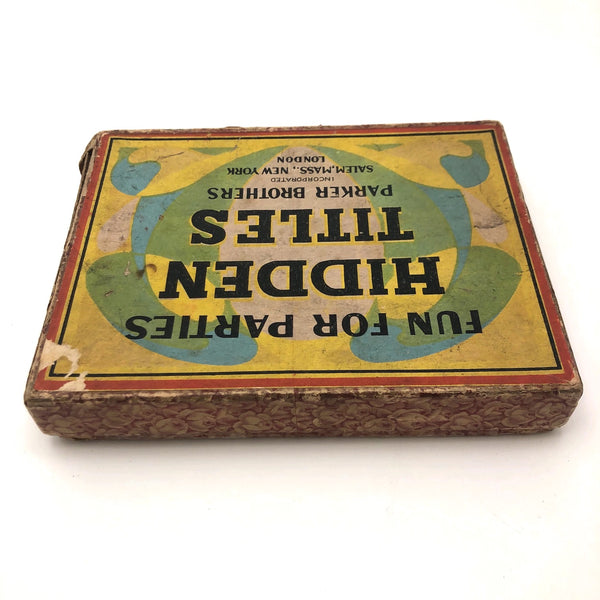 FUN FOR PARTIES
HIDDEN
TITLES
PARKER BROTHERS
INCORPORATED
SALEM, MASS., NEW YORK
LONDON